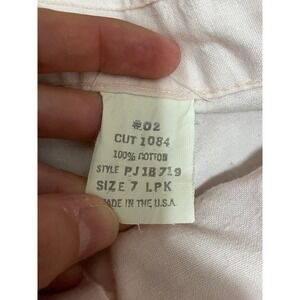 #02
CUT 1084
100% COTTON
STYLE PJ18719
SIZE 7 LPK
MADE IN THE U.S.A.